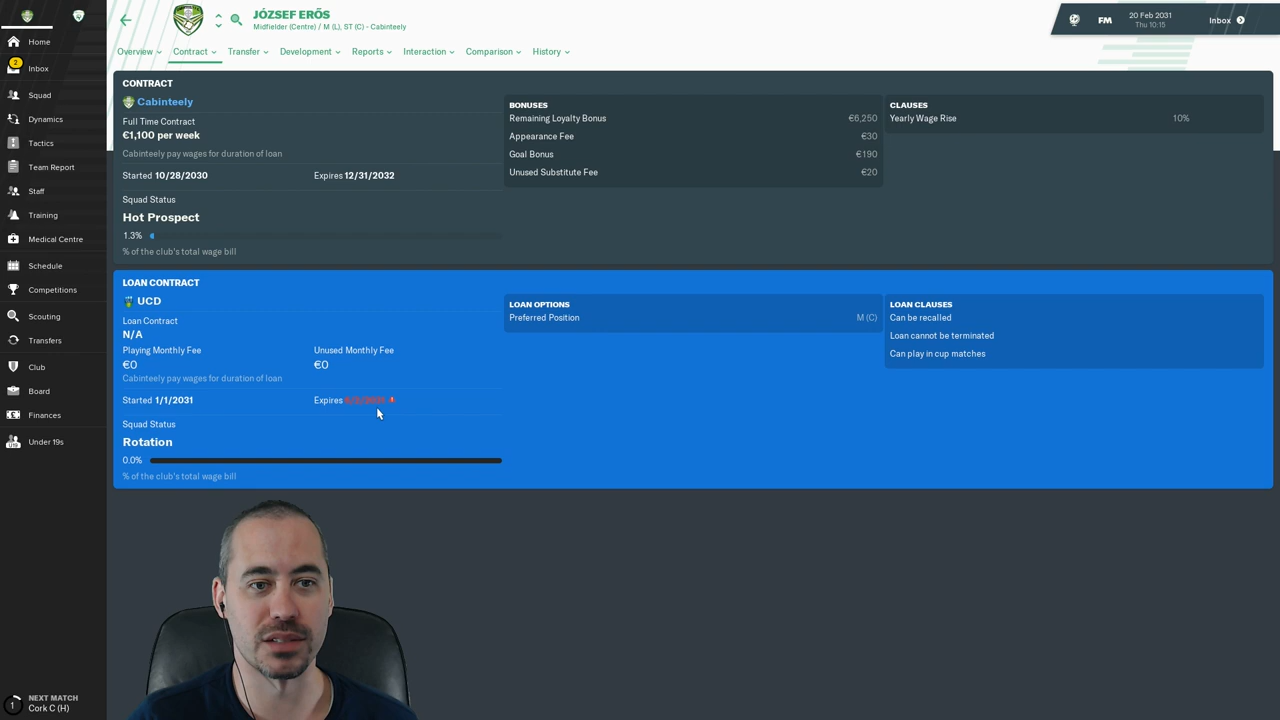 JÓZSEF ERŐS
Midfielder (Centre) / M (L), ST (C) - Cabinteely
FM
20 Feb 2031
Thu 10:15
Inbox
Overview
Contract
Transfer
Development
Reports
Interaction
Comparison
History
Home
2
Inbox
Squad
Dynamics
Tactics
Team Report
Staff
Training
Medical Centre
Schedule
Competitions
Scouting
Transfers
Club
Board
Finances
Under 19s
1
NEXT MATCH
Cork C (H)
CONTRACT
Cabinteely
Full Time Contract
€1,100 per week
Cabinteely pay wages for duration of loan
Started 10/28/2030
Expires 12/31/2032
Squad Status
Hot Prospect
1.3%
% of the club's total wage bill
BONUSES
Remaining Loyalty Bonus €6,250
Appearance Fee €30
Goal Bonus €190
Unused Substitute Fee €20
CLAUSES
Yearly Wage Rise 10%
LOAN CONTRACT
UCD
Loan Contract
N/A
Playing Monthly Fee
€0
Unused Monthly Fee
€0
Cabinteely pay wages for duration of loan
Started 1/1/2031
Expires
Squad Status
Rotation
0.0%
% of the club's total wage bill
LOAN OPTIONS
Preferred Position M (C)
LOAN CLAUSES
Can be recalled
Loan cannot be terminated
Can play in cup matches